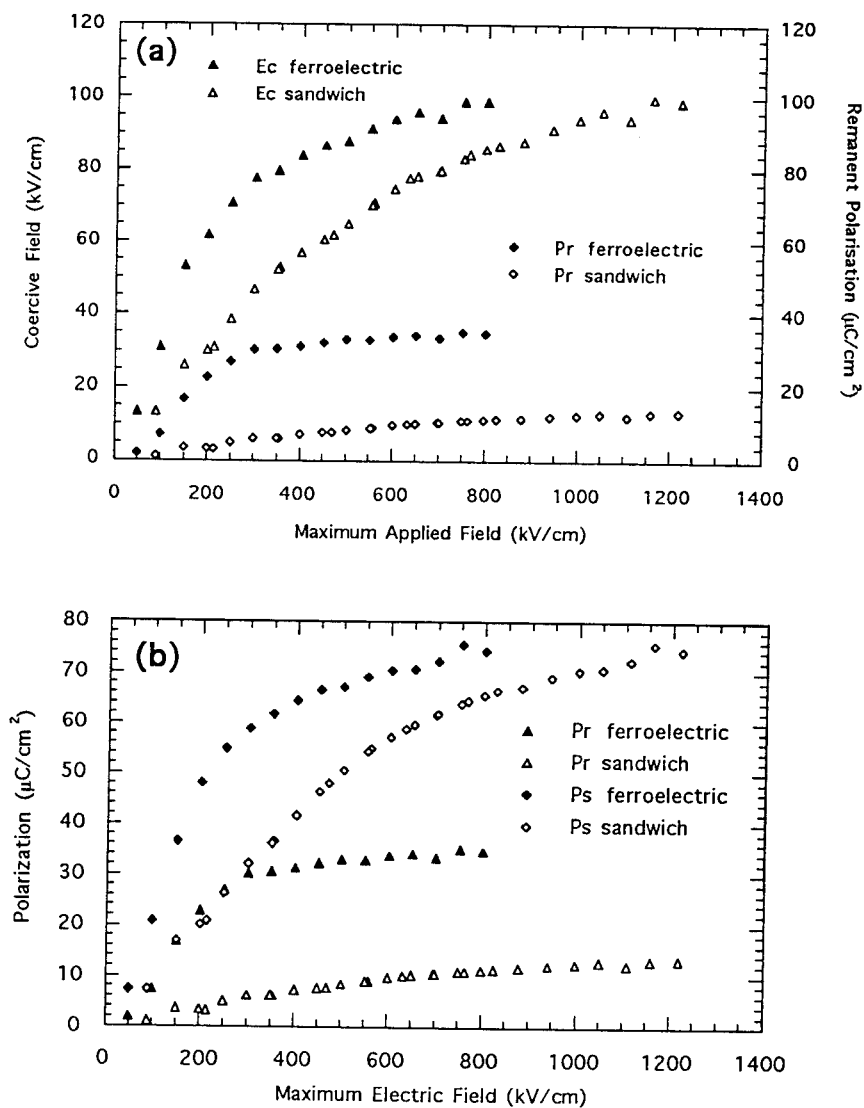 (a)
Ec ferroelectric
Ec sandwich
Pr ferroelectric
Pr sandwich
120
100
80
60
40
20
0
Coercive Field (kV/cm)
120
100
80
60
40
20
0
Remanent Polarisation (μC/cm²)
0 200 400 600 800 1000 1200 1400
Maximum Applied Field (kV/cm)
(b)
Pr ferroelectric
Pr sandwich
Ps ferroelectric
Ps sandwich
80
70
60
50
40
30
20
10
0
Polarization (μC/cm²)
0 200 400 600 800 1000 1200 1400
Maximum Electric Field (kV/cm)